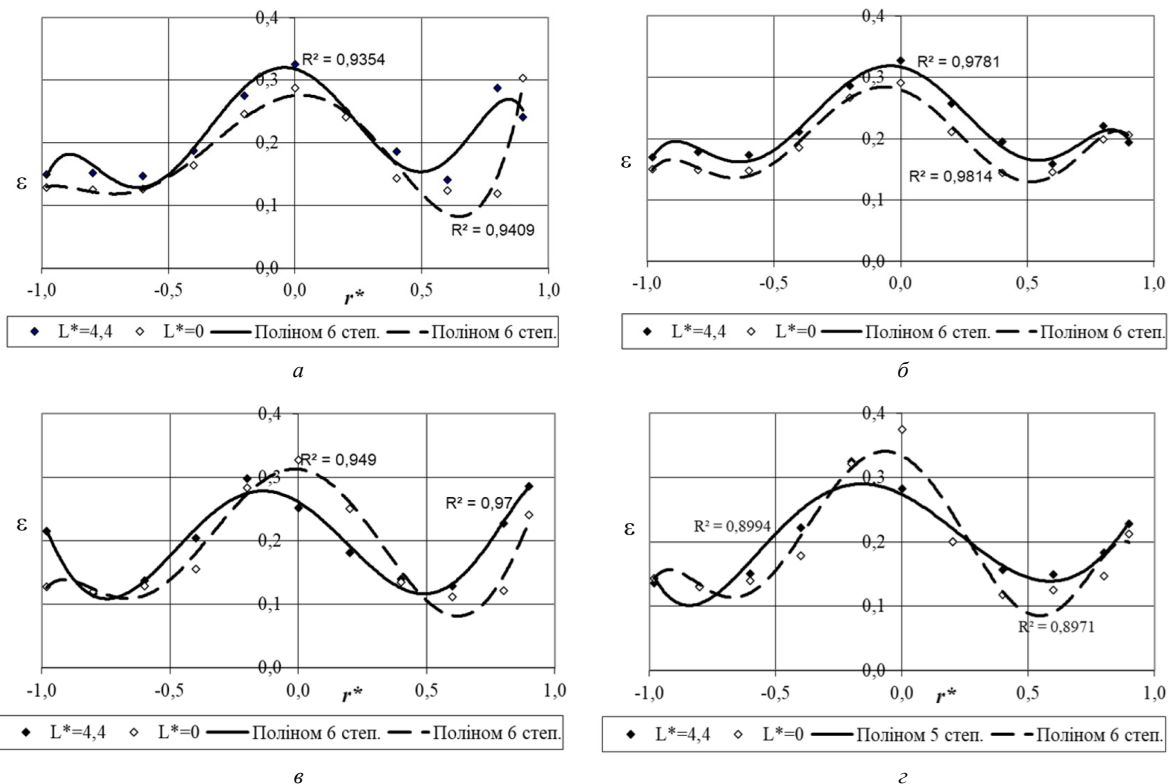 0,4
R² = 0,9354
0,3
ε
0,2
0,1
R² = 0,9409
0,0
-1,0 -0,5 0,0 0,5 1,0
r*
L*=4,4 L*=0 Поліном 6 степ. Поліном 6 степ.
а
0,4
R² = 0,9781
0,3
ε
0,2
R² = 0,9814
0,1
0,0
-1,0 -0,5 0,0 0,5 1,0
L*=4,4 L*=0 Поліном 6 степ. Поліном 6 степ.
б
0,4
R² = 0,949
0,3
R² = 0,97
ε
0,2
0,1
0,0
-1,0 -0,5 0,0 0,5 1,0
r*
L*=4,4 L*=0 Поліном 6 степ. Поліном 6 степ.
в
0,4
0,3
R² = 0,8994
ε
0,2
0,1
R² = 0,8971
0,0
-1,0 -0,5 0,0 0,5 1,0
r*
L*=4,4 L*=0 Поліном 5 степ. Поліном 6 степ.
г